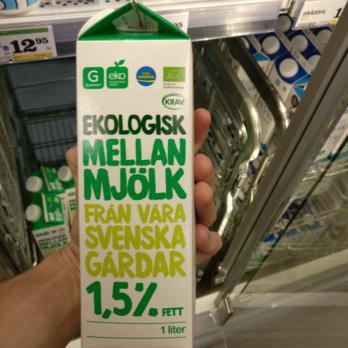 12.95
G
eko
KRAV
EKOLOGISK
MELLAN
MJÖLK
FRÅN VÅRA
SVENSKA
GÅRDAR
1,5% FETT
1 liter